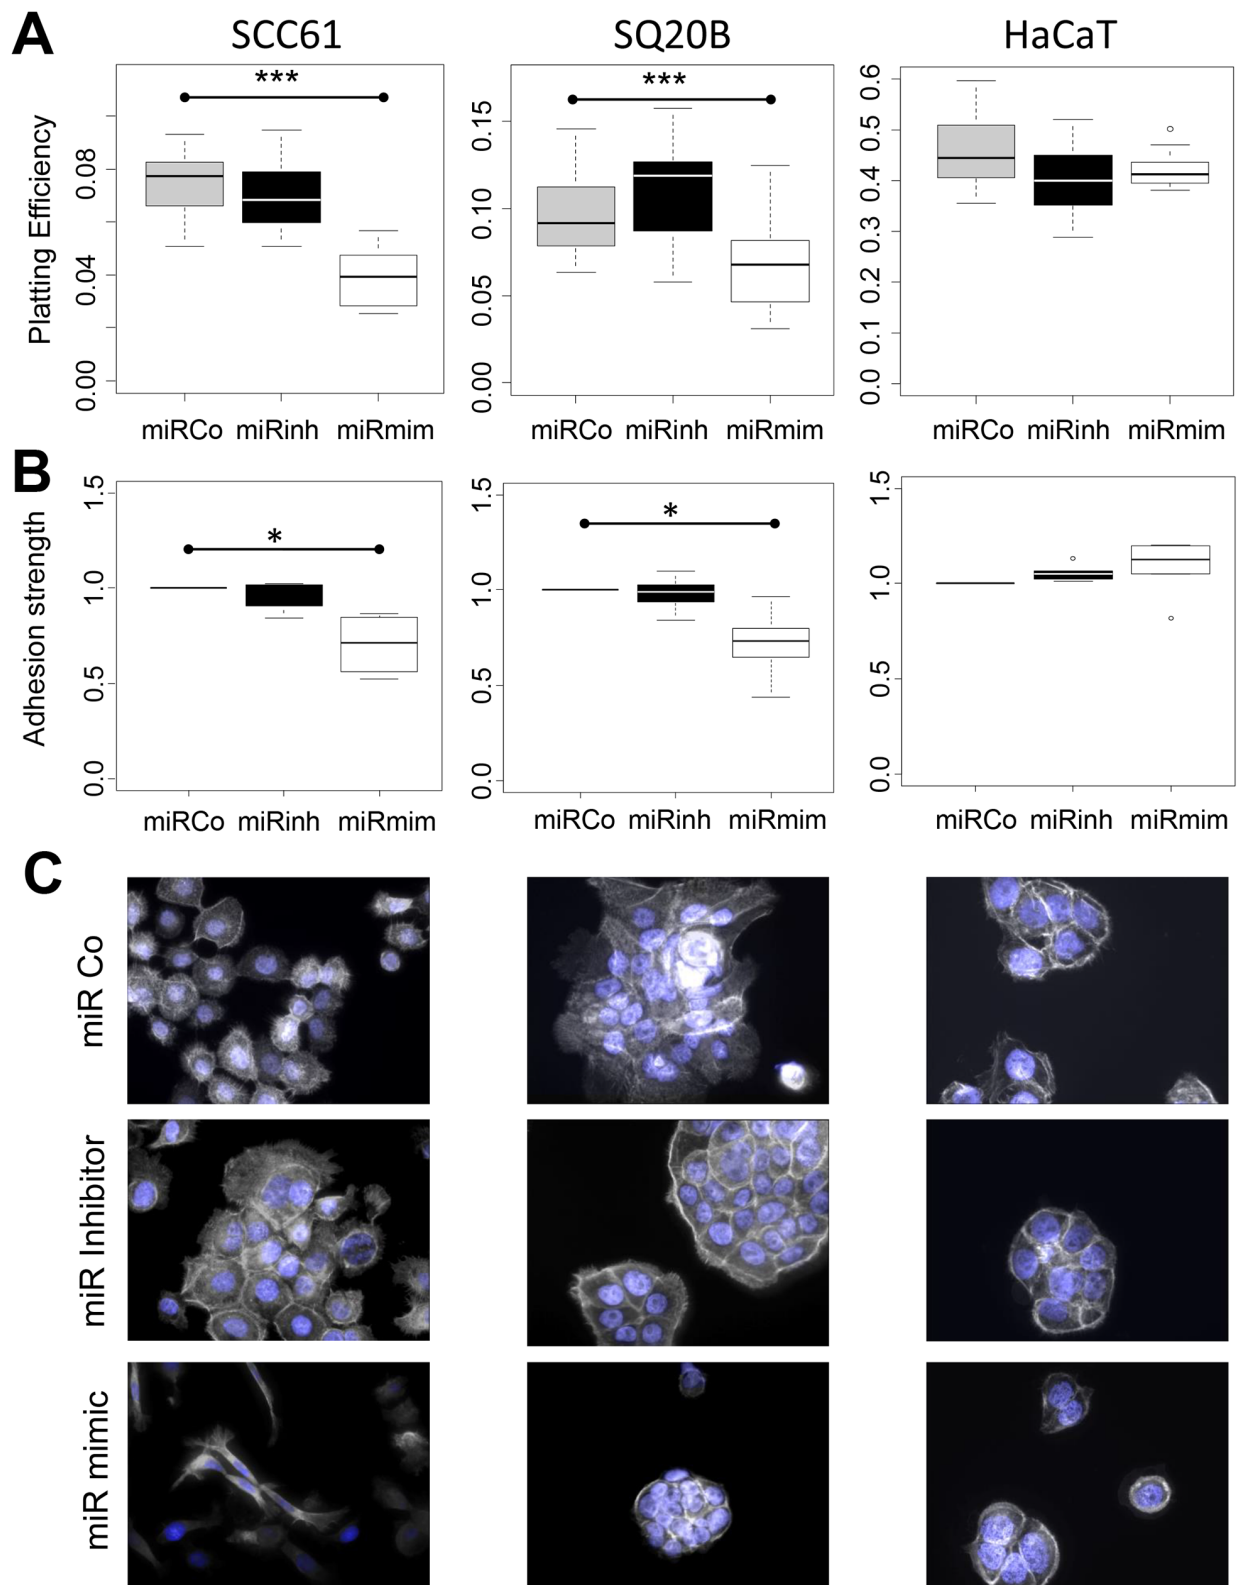 A
SCC61 SQ20B HaCaT
Platting Efficiency
0.00 0.04 0.08
***
miRCo miRinh miRmim
0.00 0.05 0.10 0.15
***
miRCo miRinh miRmim
0.0 0.1 0.2 0.3 0.4 0.5 0.6
miRCo miRinh miRmim
B
Adhesion strength
0.0 0.5 1.0 1.5
*
miRCo miRinh miRmim
0.0 0.5 1.0 1.5
*
miRCo miRinh miRmim
0.0 0.5 1.0 1.5
miRCo miRinh miRmim
C
miR Co
miR Inhibitor
miR mimic